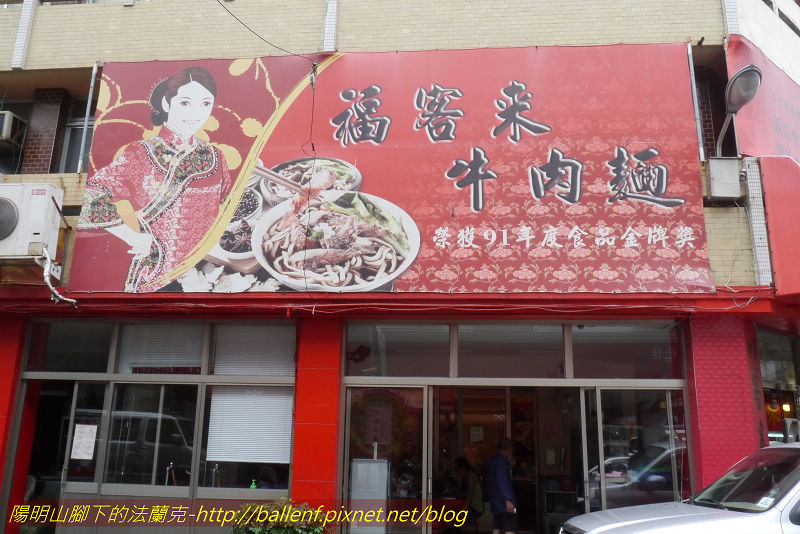 福客来
牛肉麵
榮獲91年度食品金牌獎
陽明山腳下的法蘭克-http://ballenf.pixnet.net/blog